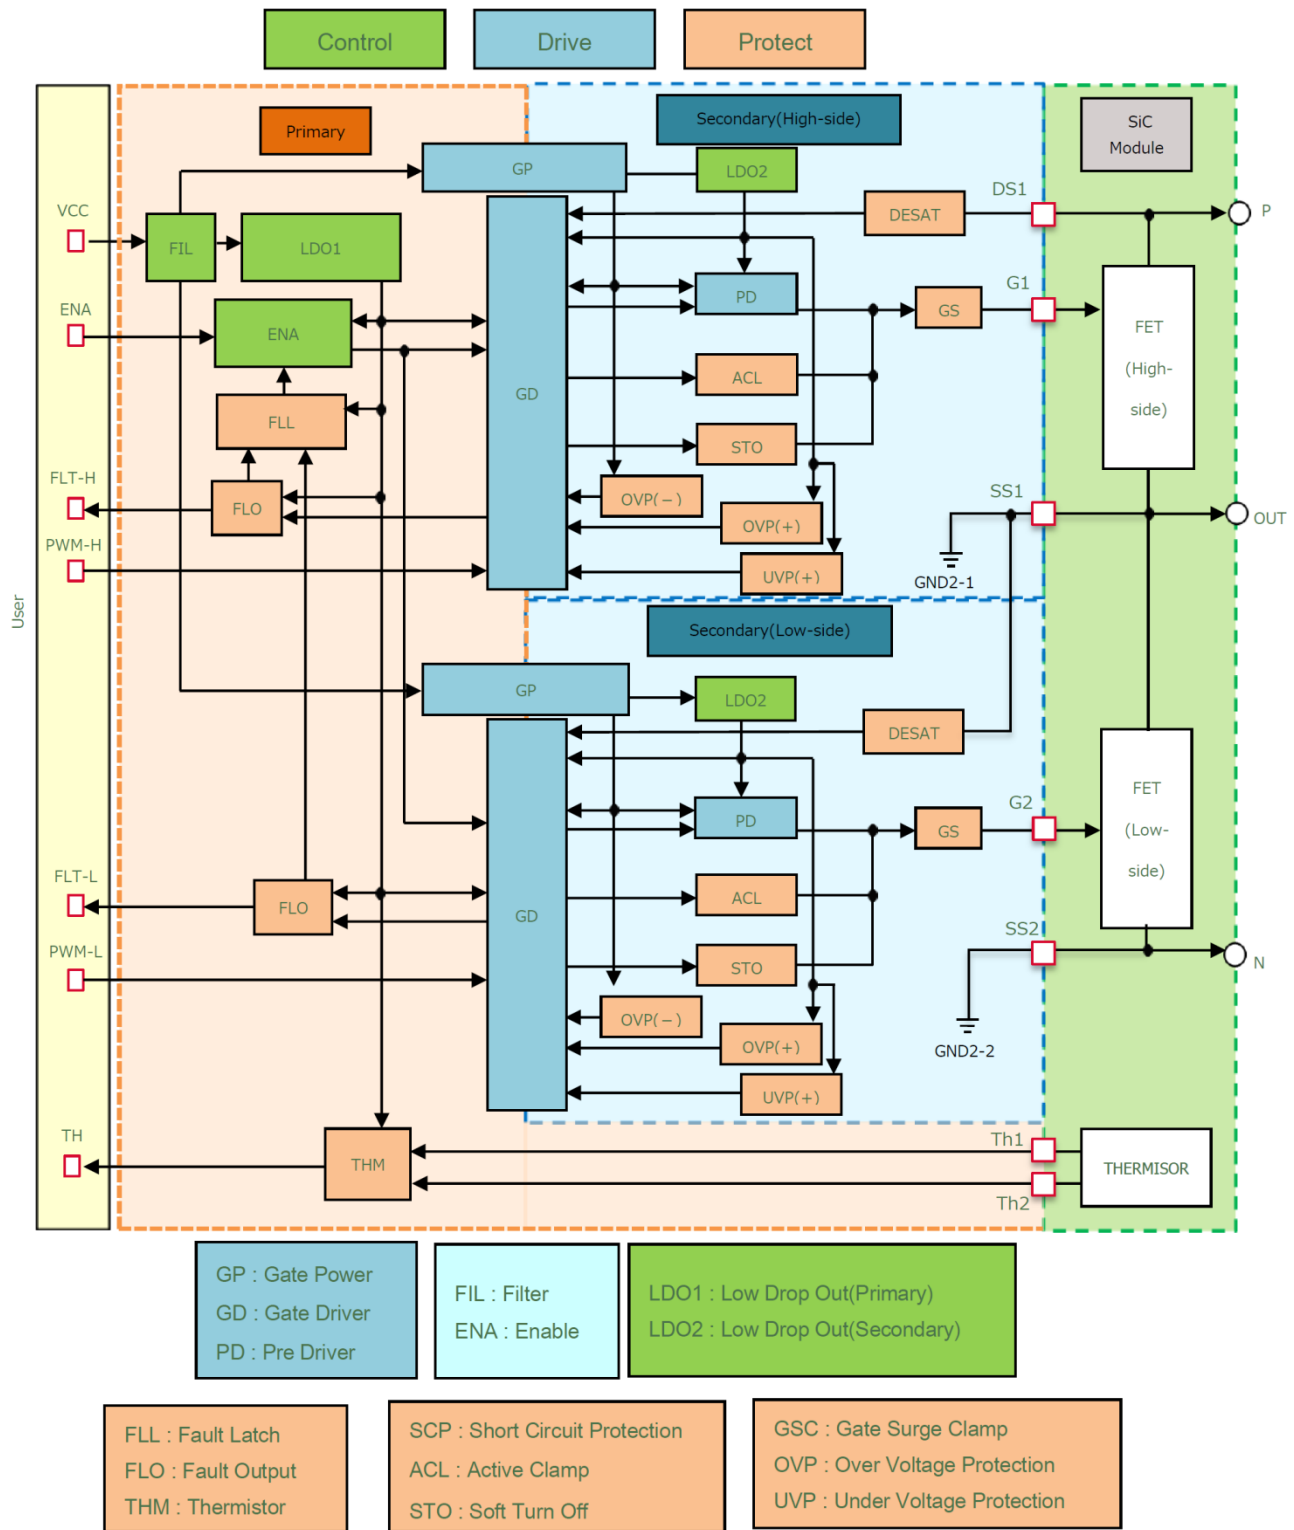 Control
Drive
Protect
Primary
Secondary(High-side)
SiC
Module
GP
LDO2
DS1
DESAT
P
VCC
FIL
LDO1
PD
G1
GS
FET
(High-
side)
ENA
ENA
GD
ACL
FLL
STO
FLT-H
FLO
OVP(－)
SS1
OUT
OVP(+)
PWM-H
UVP(+)
GND2-1
User
Secondary(Low-side)
GP
LDO2
DESAT
FET
(Low-
side)
G2
PD
GS
FLT-L
FLO
GD
ACL
SS2
PWM-L
STO
N
OVP(－)
OVP(+)
GND2-2
UVP(+)
TH
THM
Th1
THERMISOR
Th2
GP : Gate Power
GD : Gate Driver
PD : Pre Driver
FIL : Filter
ENA : Enable
LDO1 : Low Drop Out(Primary)
LDO2 : Low Drop Out(Secondary)
FLL : Fault Latch
FLO : Fault Output
THM : Thermistor
SCP : Short Circuit Protection
ACL : Active Clamp
STO : Soft Turn Off
GSC : Gate Surge Clamp
OVP : Over Voltage Protection
UVP : Under Voltage Protection